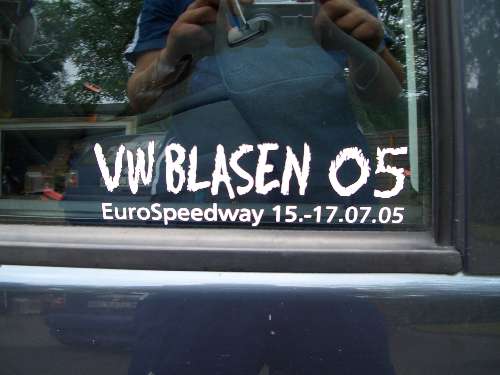 VW BLASEN 05
EuroSpeedway 15.-17.07.05